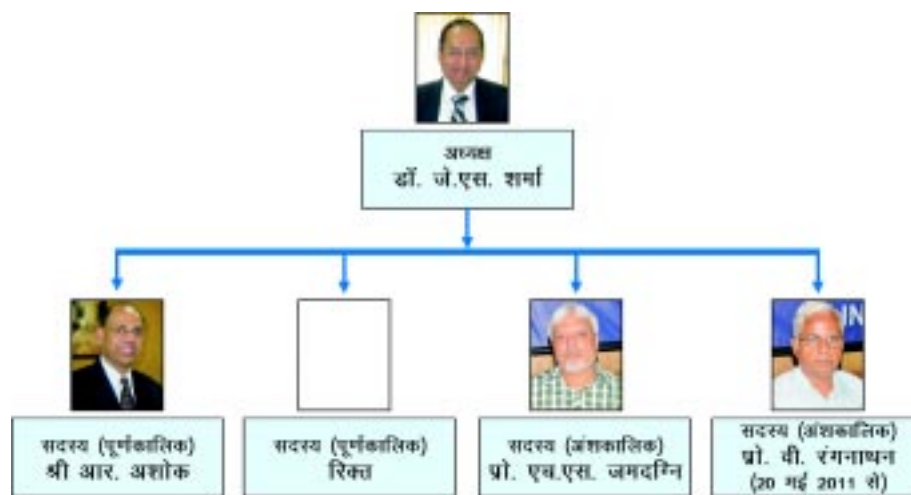 अध्यक्ष
डॉ. जे.एस. शर्मा
IN
सदस्य (पूर्णकालिक)
श्री आर. अशोक
सदस्य (पूर्णकालिक)
रिक्त
सदस्य (अंशकालिक)
प्रो. एच.एस. जमदग्नि
सदस्य (अंशकालिक)
प्रो. वी. रंगनाथन
(20 मई 2011 से)